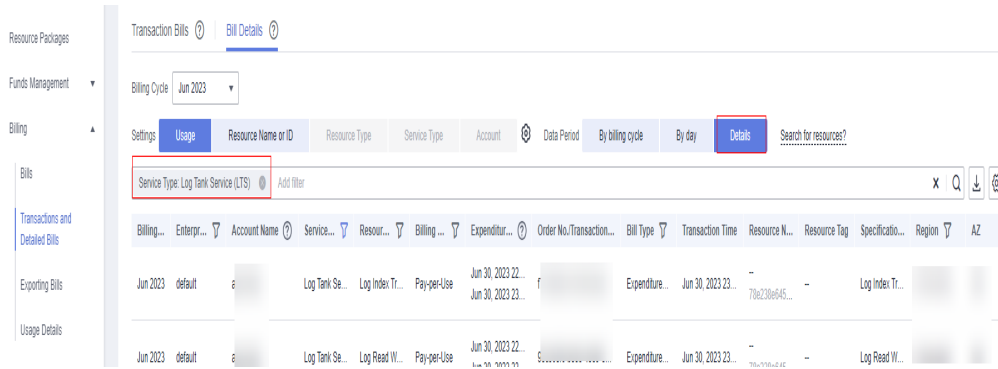 Transaction Bills ? Bill Details ?
Resource Packages
Funds Management
Billing Cycle Jun 2023
Billing
Settings Usage Resource Name or ID Resource Type Service Type Account Data Period By billing cycle By day Details Search for resources?
Bills
Service Type: Log Tank Service (LTS) Add filter X
Transactions and
Detailed Bills
Billing... Enterpr... Account Name ? Service... Resour... Billing ... Expenditur... ? Order No./Transaction... Bill Type Transaction Time Resource N... Resource Tag Specificatio... Region AZ
Exporting Bills
Usage Details
Jun 30, 2023 22... --
Jun 2023 default a Log Tank Se... Log Index Tr... Pay-per-Use f Expenditure... Jun 30, 2023 23... -- Log Index Tr...
Jun 30, 2023 23... 78e238e645...
Jun 30, 2023 22... --
Jun 2023 default a Log Tank Se... Log Read W... Pay-per-Use Expenditure... Jun 30, 2023 23... -- Log Read W...